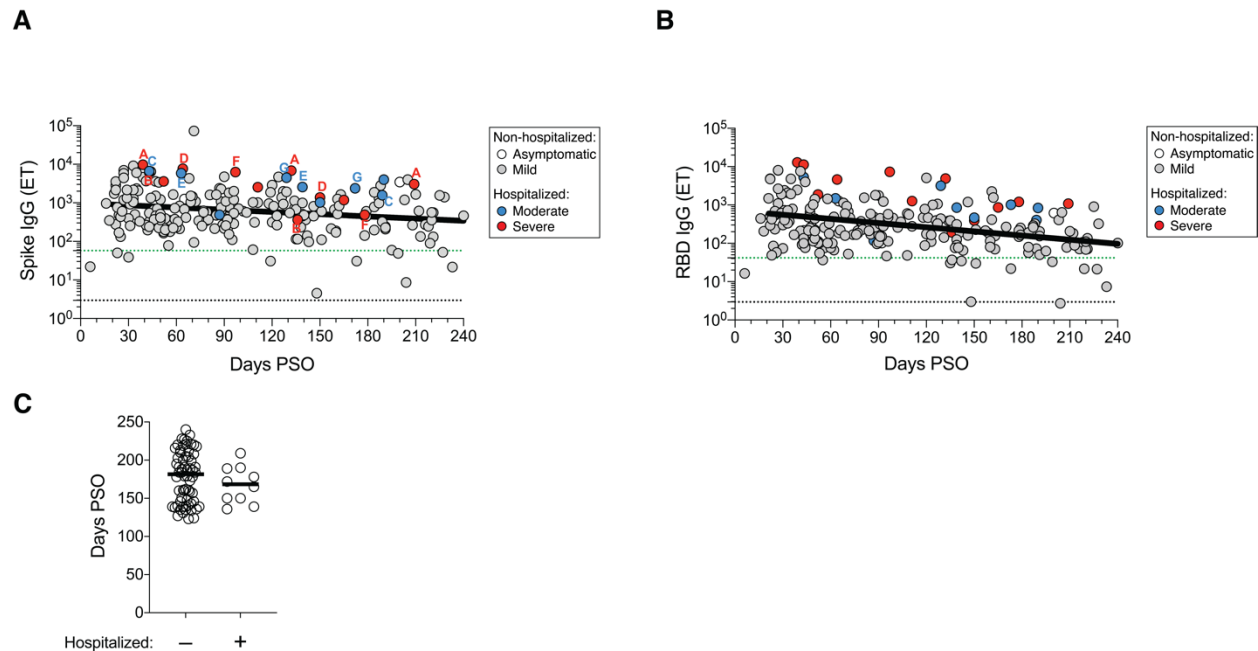 A
Spike IgG (ET)
10^5
10^4
10^3
10^2
10^1
10^0
A
C
B
D
E
F
A
G
E
D
G
F
C
A
0 30 60 90 120 150 180 210 240
Days PSO
Non-hospitalized:
Asymptomatic
Mild
Hospitalized:
Moderate
Severe
B
RBD IgG (ET)
10^5
10^4
10^3
10^2
10^1
10^0
0 30 60 90 120 150 180 210 240
Days PSO
Non-hospitalized:
Asymptomatic
Mild
Hospitalized:
Moderate
Severe
C
Days PSO
250
200
150
100
50
0
Hospitalized: – +